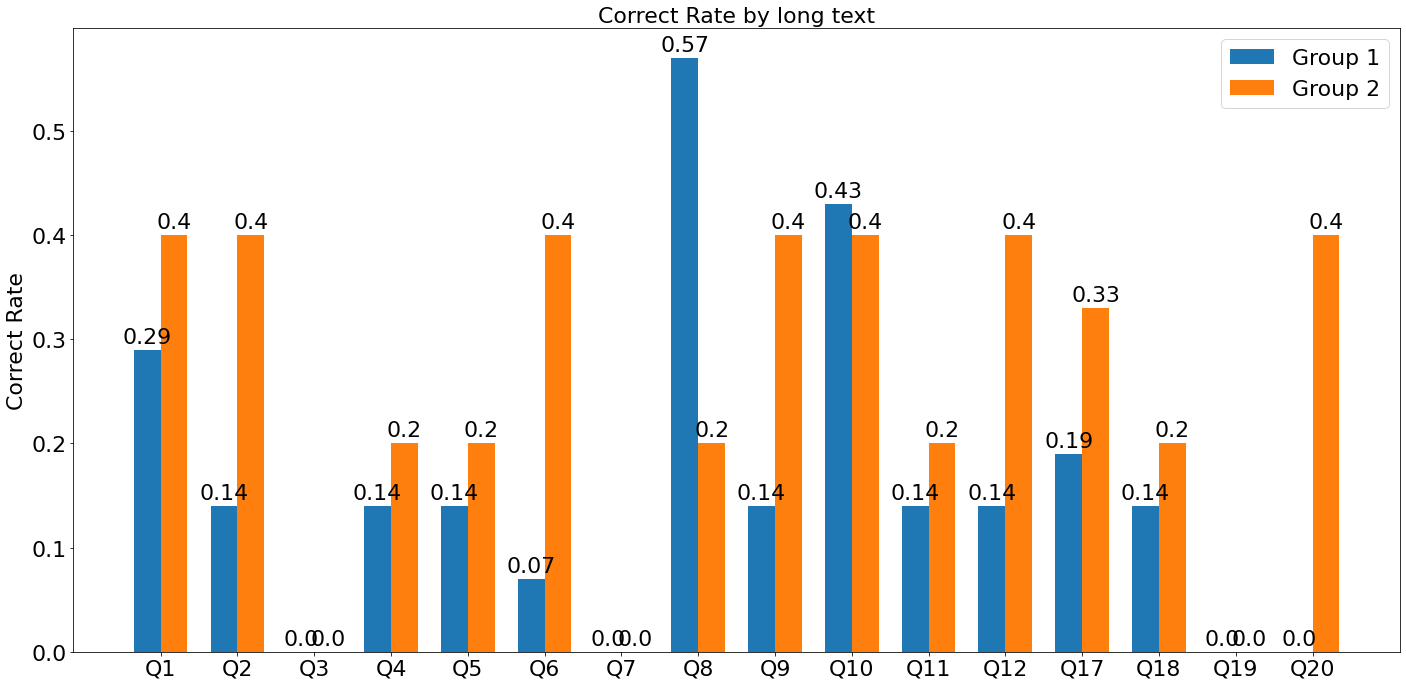 Correct Rate by long text
Group 1
Group 2
Correct Rate
0.5
0.4
0.3
0.2
0.1
0.0
0.29 0.4 0.14 0.4 0.0 0.0 0.14 0.2 0.14 0.2 0.07 0.4 0.0 0.0 0.57 0.2 0.14 0.4 0.43 0.4 0.14 0.2 0.14 0.4 0.19 0.33 0.14 0.2 0.0 0.0 0.0 0.4
Q1 Q2 Q3 Q4 Q5 Q6 Q7 Q8 Q9 Q10 Q11 Q12 Q17 Q18 Q19 Q20